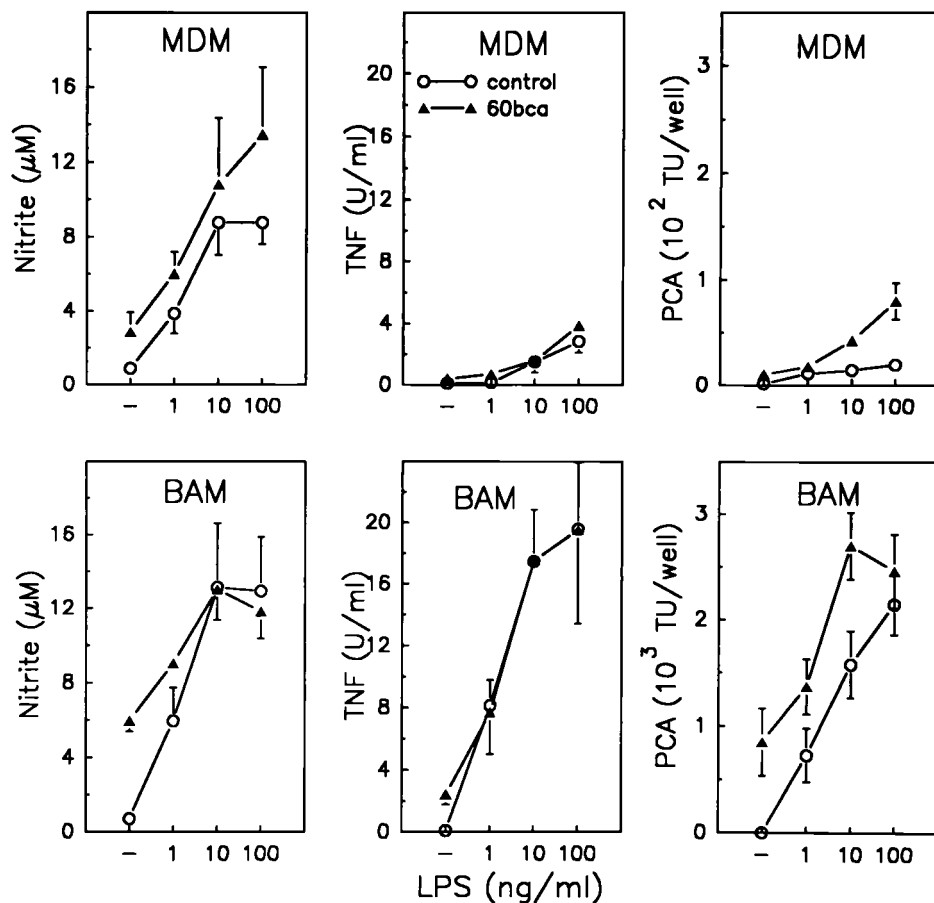 MDM
Nitrite (μM)
16
12
8
4
0
– 1 10 100
MDM
control
60bca
TNF (U/ml)
20
16
12
8
4
0
– 1 10 100
MDM
PCA (10² TU/well)
3
2
1
0
– 1 10 100
BAM
Nitrite (μM)
16
12
8
4
0
– 1 10 100
BAM
TNF (U/ml)
20
16
12
8
4
0
– 1 10 100
LPS (ng/ml)
BAM
PCA (10³ TU/well)
3
2
1
0
– 1 10 100